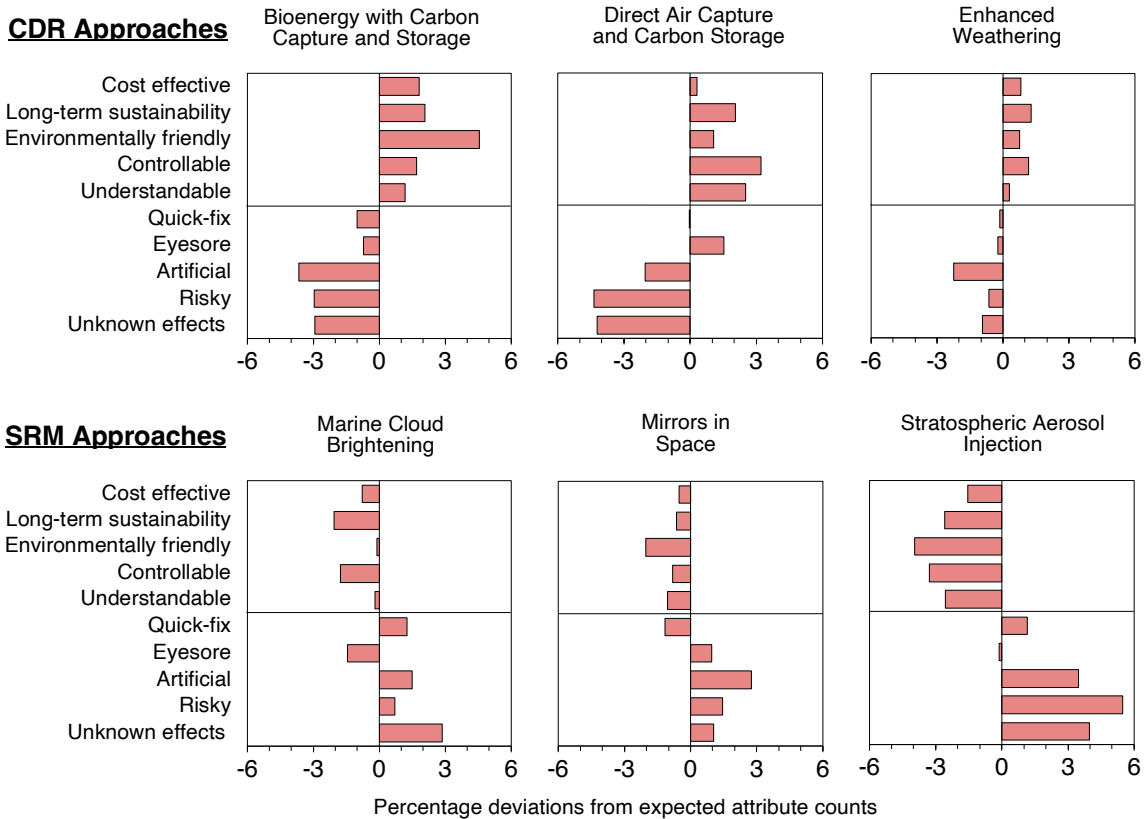 CDR Approaches
Bioenergy with Carbon
Capture and Storage
Direct Air Capture
and Carbon Storage
Enhanced
Weathering
Cost effective
Long-term sustainability
Environmentally friendly
Controllable
Understandable
Quick-fix
Eyesore
Artificial
Risky
Unknown effects
-6 -3 0 3 6
-6 -3 0 3 6
-6 -3 0 3 6
SRM Approaches
Marine Cloud
Brightening
Mirrors in
Space
Stratospheric Aerosol
Injection
Cost effective
Long-term sustainability
Environmentally friendly
Controllable
Understandable
Quick-fix
Eyesore
Artificial
Risky
Unknown effects
-6 -3 0 3 6
-6 -3 0 3 6
-6 -3 0 3 6
Percentage deviations from expected attribute counts